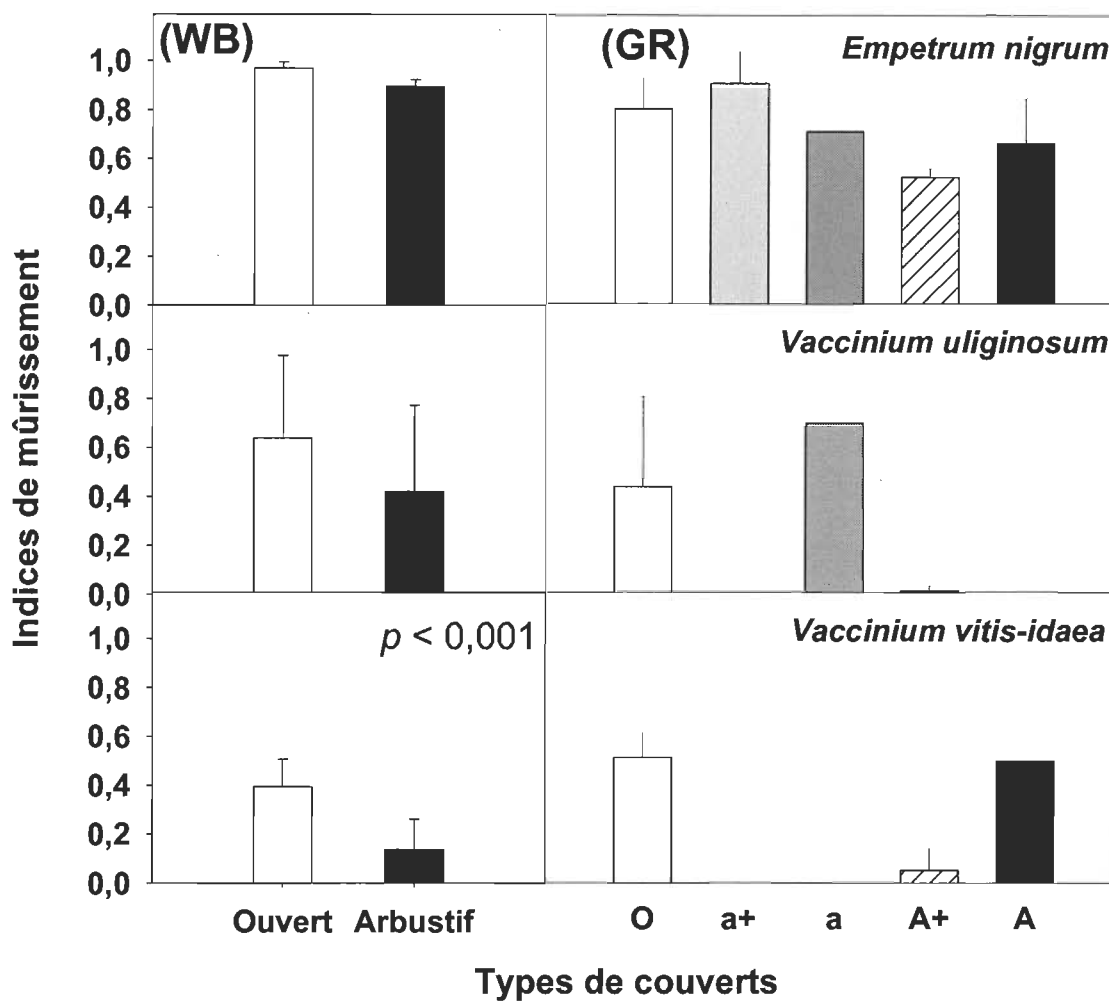 (WB)
(GR)
Empetrum nigrum
1,0
0,8
0,6
0,4
0,2
0,0
Vaccinium uliginosum
1,0
0,8
0,6
0,4
0,2
0,0
p < 0,001
Vaccinium vitis-idaea
1,0
0,8
0,6
0,4
0,2
0,0
Indices de mûrissement
Ouvert Arbustif O a+ a A+ A
Types de couverts